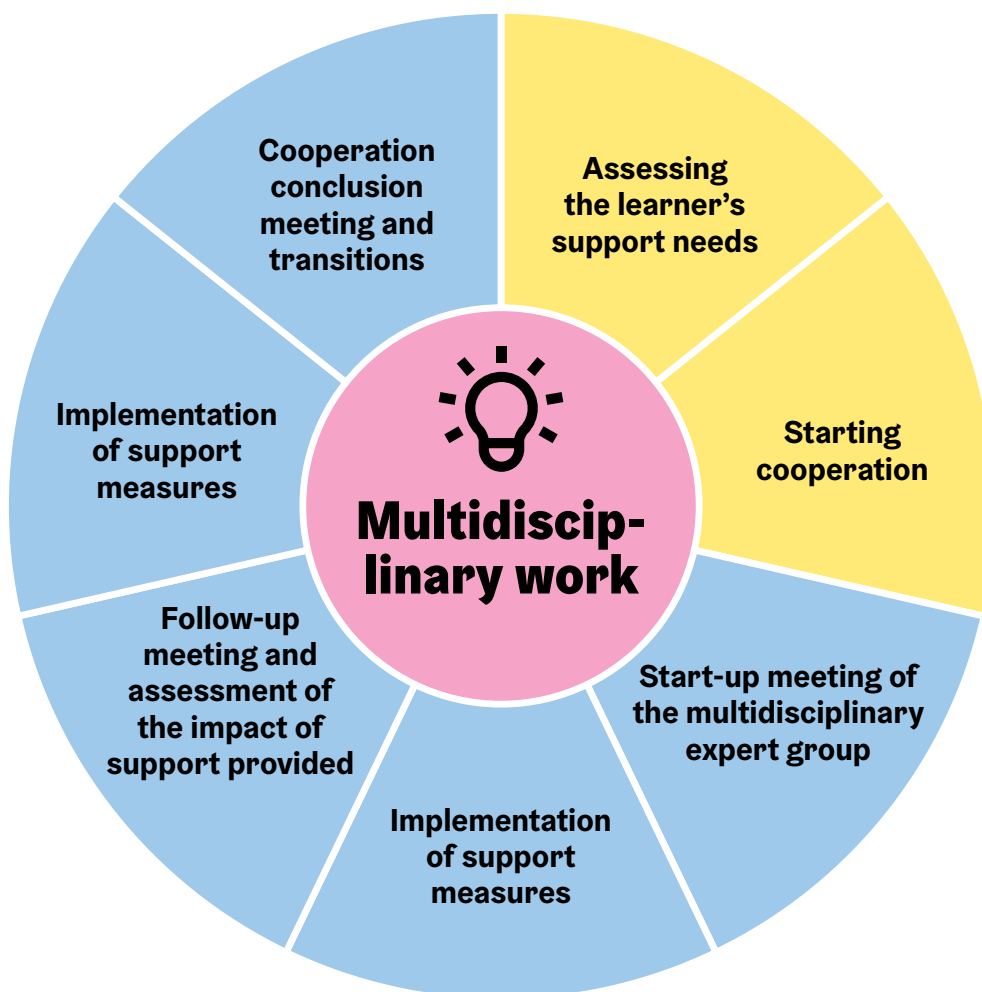 Multidiscip-
linary work
Assessing
the learner's
support needs
Starting
cooperation
Start-up meeting of
the multidisciplinary
expert group
Implementation
of support
measures
Follow-up
meeting and
assessment of
the impact of
support provided
Implementation
of support
measures
Cooperation
conclusion
meeting and
transitions